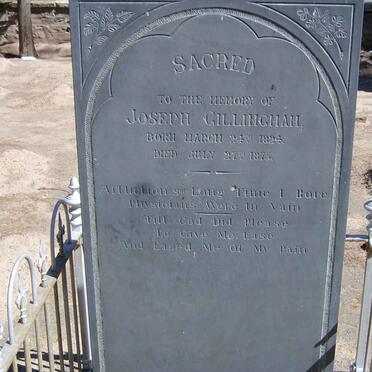 SACRED
TO THE MEMORY OF
JOSEPH GILLINGHAM,
BORN MARCH 24TH 1824.
DIED JULY 27TH 1875.
Afflictions Long Time I Bore
Physicians Were In Vain
Till God Did Please
To Give Me Ease
And Eased Me Of My Pain